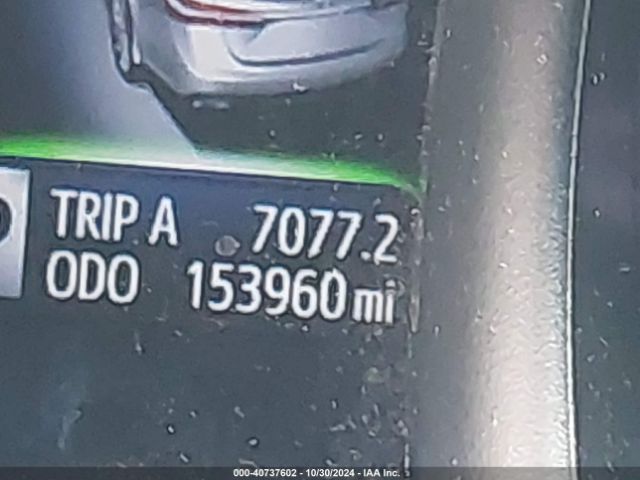 TRIP A 7077.2
ODO 153960 mi
000-40737602 - 10/30/2024 - IAA Inc.